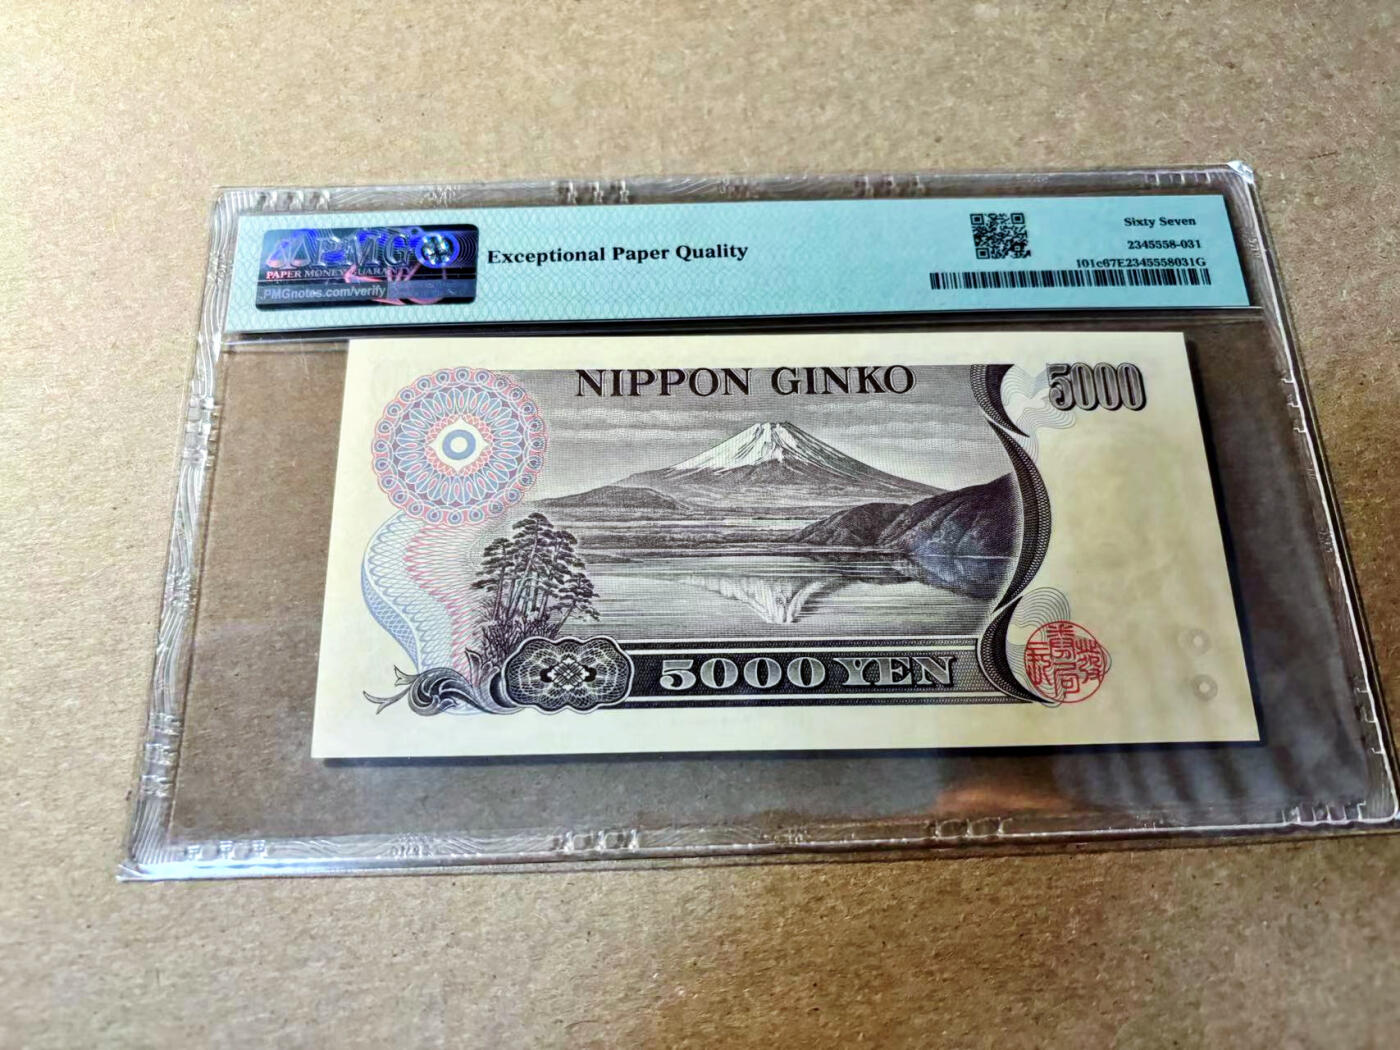 PMG
PAPER MONEY GUARAN
PMGnotes.com/verify
Exceptional Paper Quality
Sixty Seven
2345558-031
101c67E2345558031G
NIPPON GINKO
5000
5000 YEN